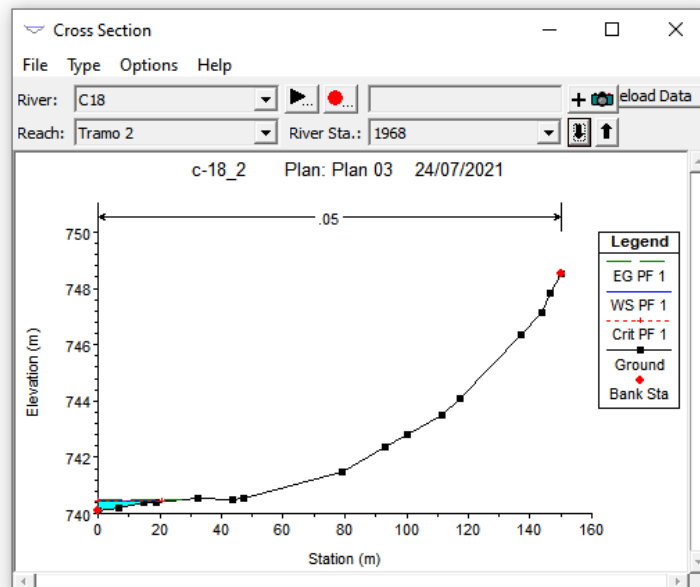 Cross Section
File Type Options Help
River: C18 ... ... + eload Data
Reach: Tramo 2 River Sta.: 1968
c-18_2 Plan: Plan 03 24/07/2021
.05
750
748
746
744
742
740
0 20 40 60 80 100 120 140 160
Elevation (m)
Station (m)
Legend
EG PF 1
WS PF 1
Crit PF 1
Ground
Bank Sta